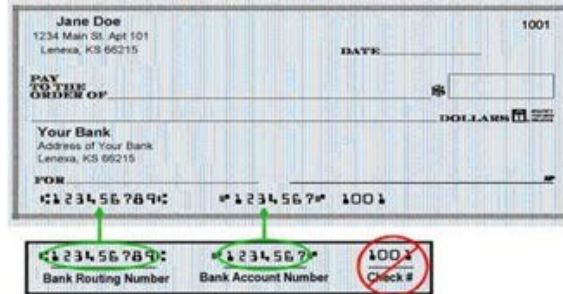 Jane Doe
1001
1234 Main St. Apt 101
Lenexa, KS 66215
DATE
PAY
TO THE
ORDER OF
$
DOLLARS
Your Bank
Address of Your Bank
Lenexa, KS 66215
FOR
⑆123456789⑆ ⑈1234567⑈ 1001
⑆123456789⑆ ⑈1234567⑈ 1001
Bank Routing Number Bank Account Number Check #